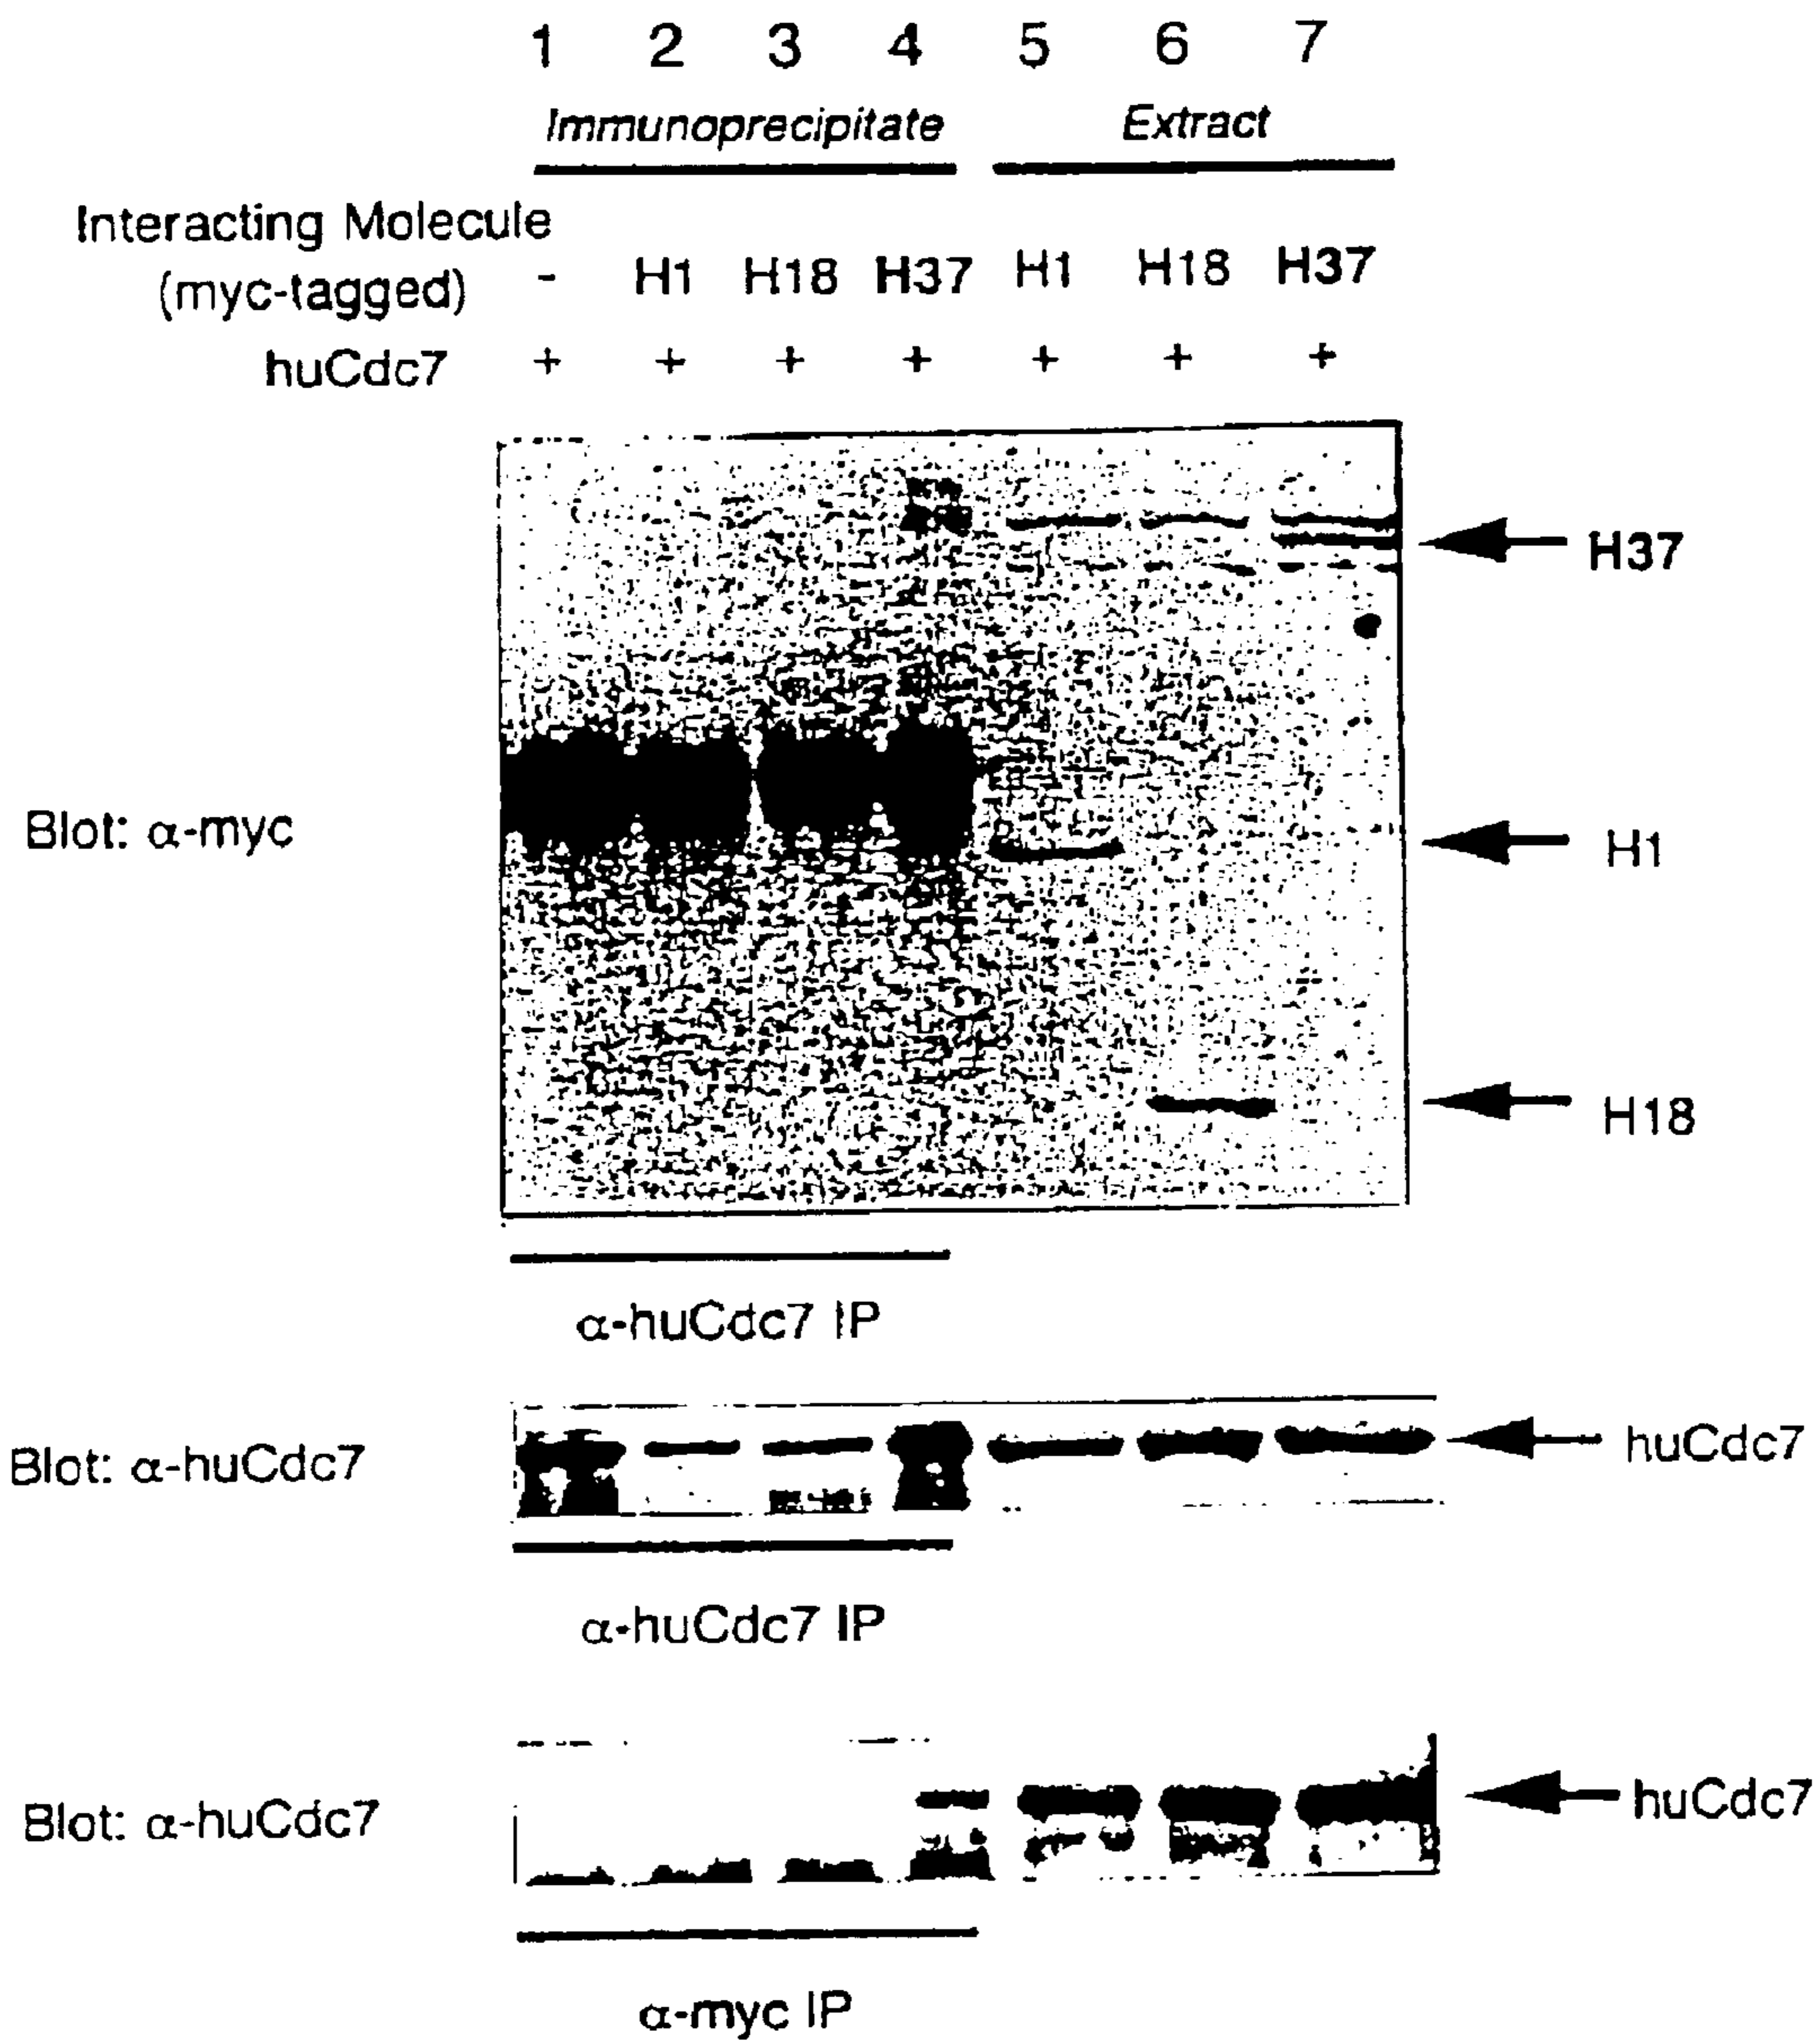 1 2 3 4 5 6 7
Immunoprecipitate Extract
Interacting Molecule
(myc-tagged) - H1 H18 H37 H1 H18 H37
huCdc7 + + + + + + +
H37
Blot: α-myc
H1
H18
α-huCdc7 IP
Blot: α-huCdc7
huCdc7
α-huCdc7 IP
Blot: α-huCdc7
huCdc7
α-myc IP